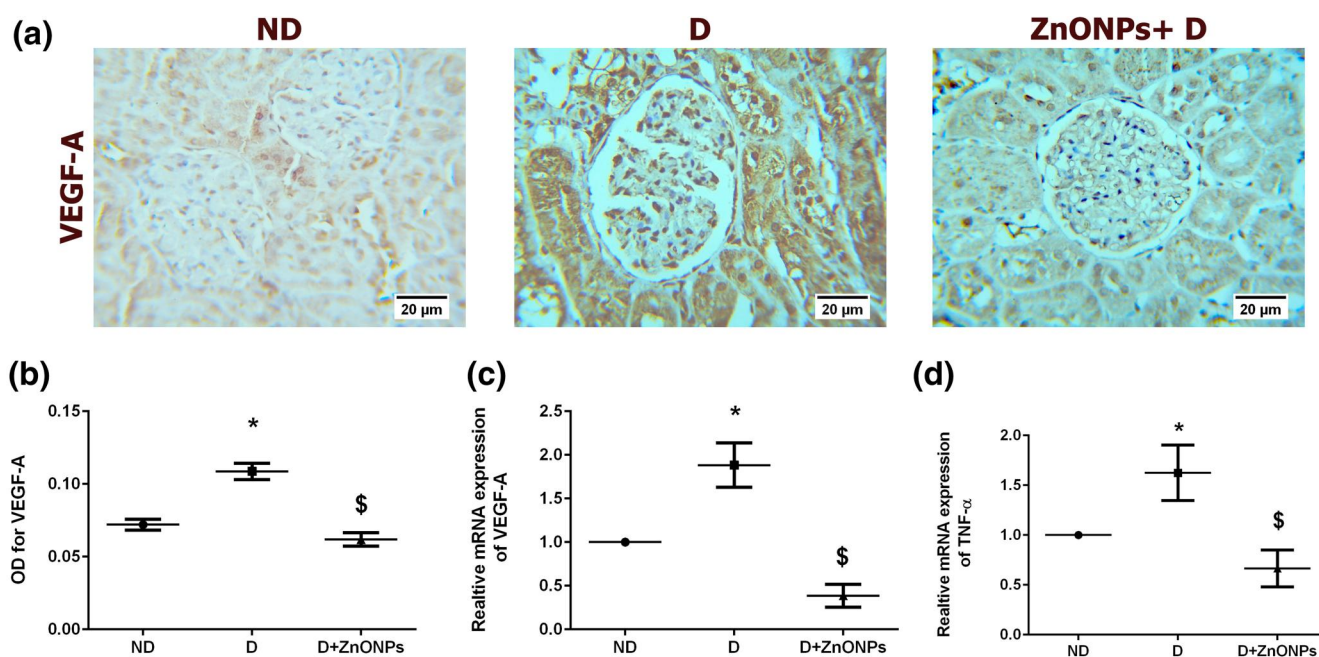 (a)
ND
D
ZnONPs+ D
VEGF-A
20 µm
20 µm
20 µm
(b)
OD for VEGF-A
0.15
0.10
0.05
0.00
*
$
ND
D
D+ZnONPs
(c)
Realtive mRNA expression
of VEGF-A
2.5
2.0
1.5
1.0
0.5
0.0
*
$
ND
D
D+ZnONPs
(d)
Realtive mRNA expression
of TNF-α
2.0
1.5
1.0
0.5
0.0
*
$
ND
D
D+ZnONPs